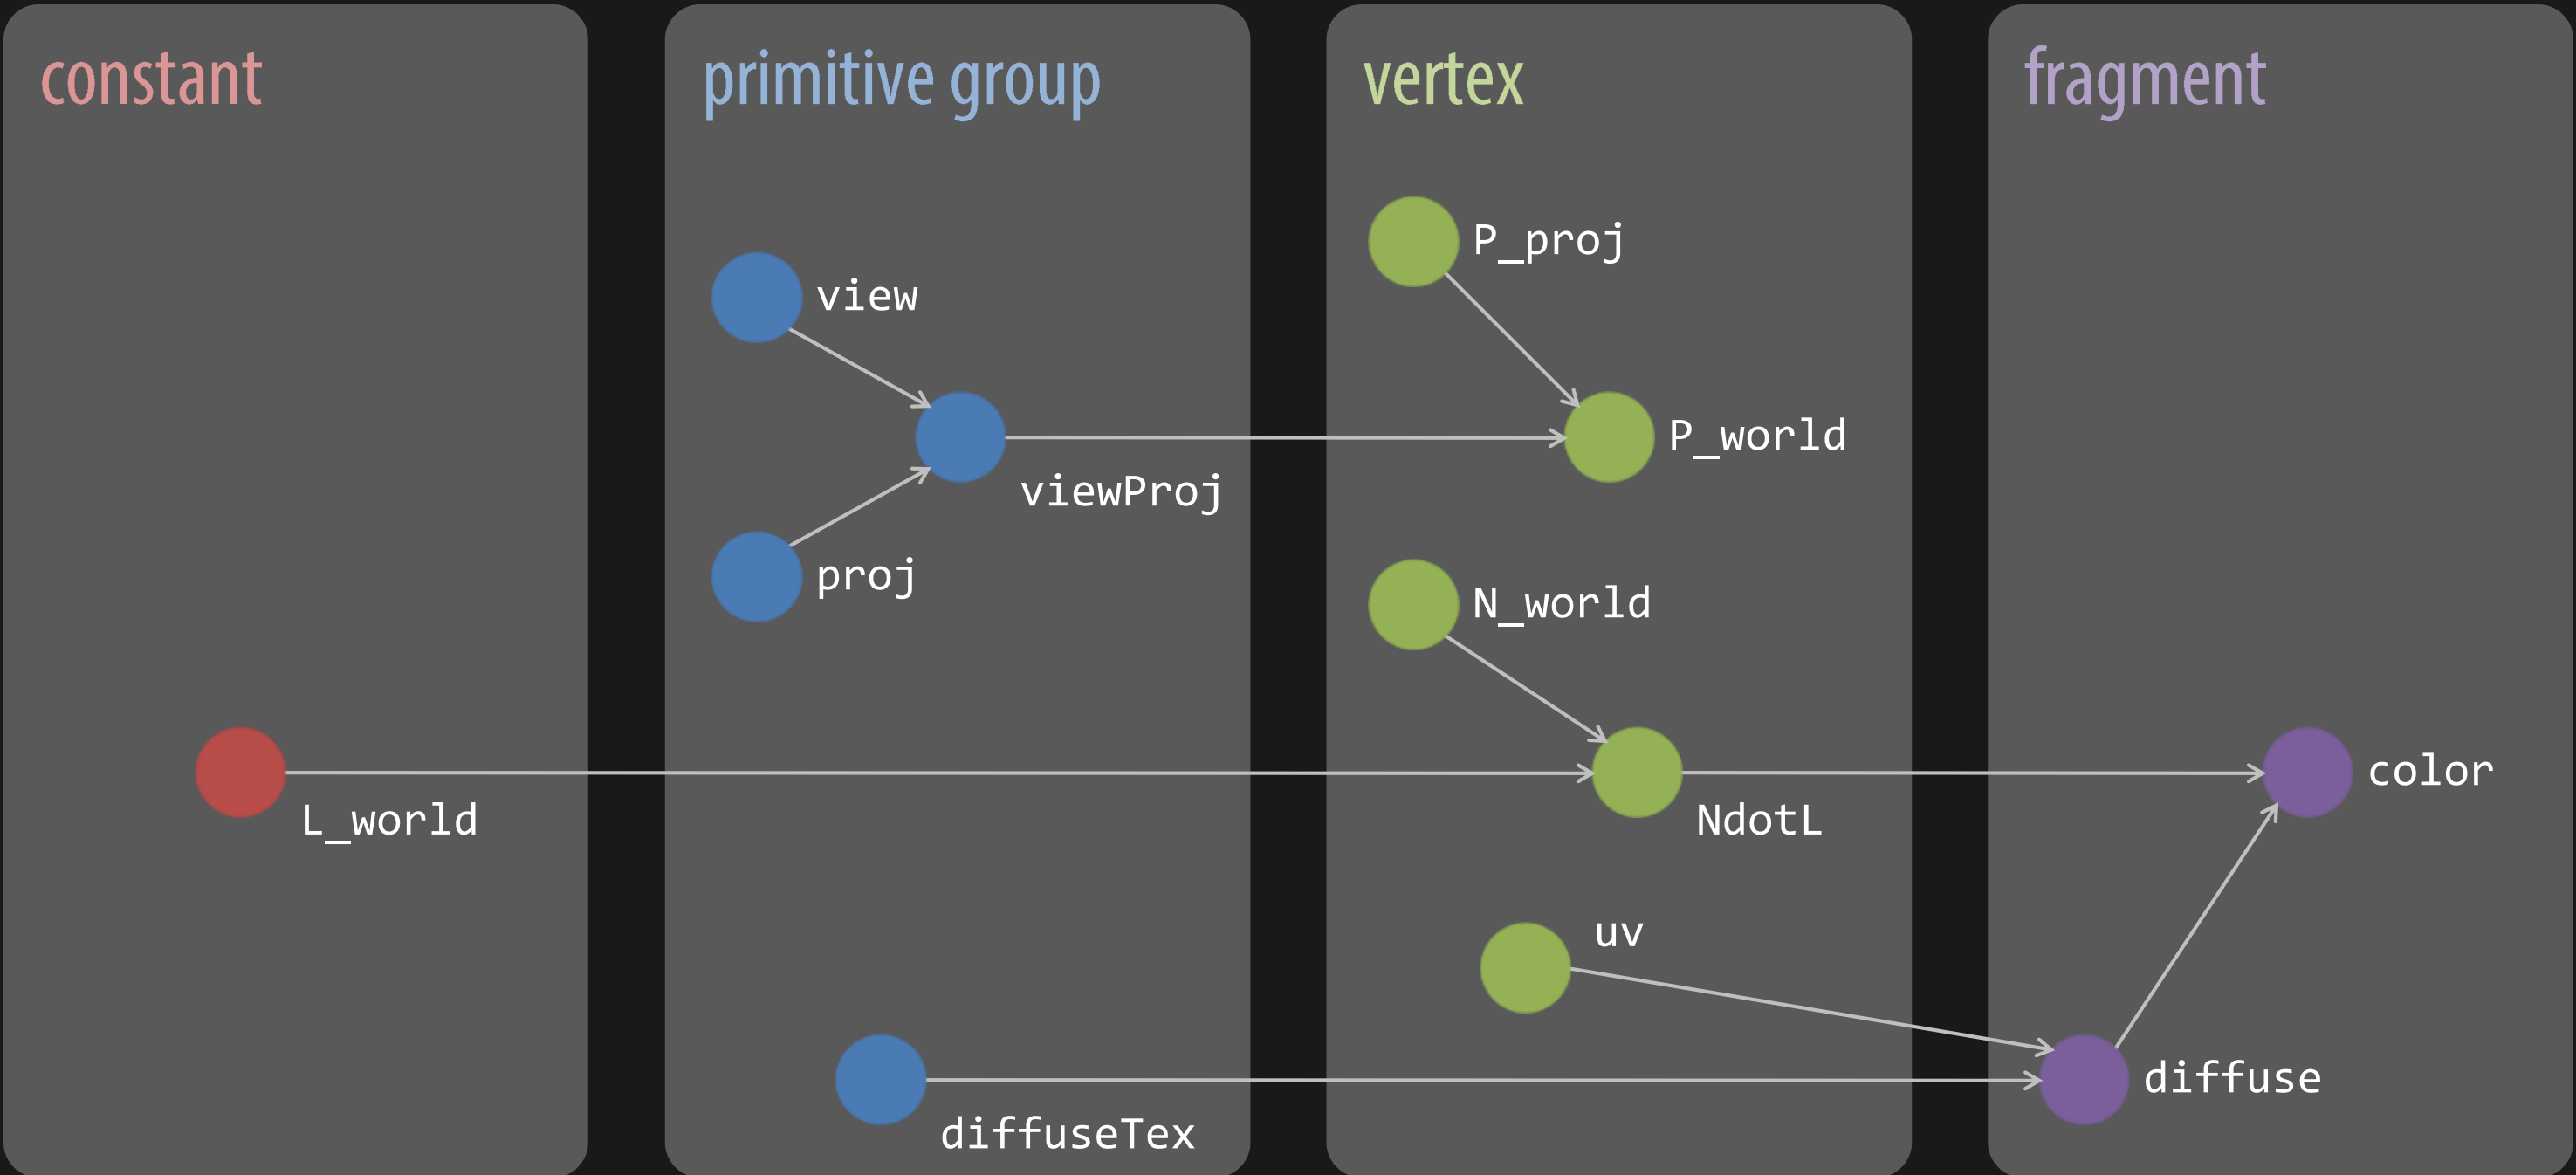 constant
primitive group
vertex
fragment
P_proj
view
P_world
viewProj
proj
N_world
color
L_world
NdotL
uv
diffuse
diffuseTex